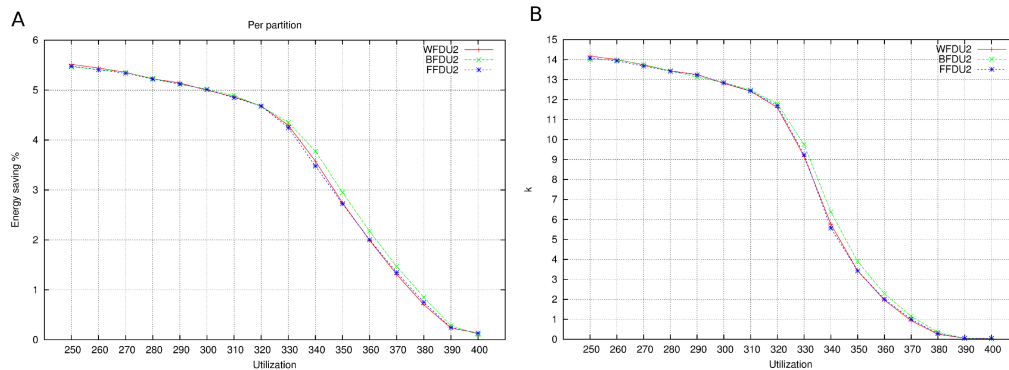 A
Per partition
WFDU2
BFDU2
FFDU2
6
5
4
3
2
1
0
Energy saving %
250 260 270 280 290 300 310 320 330 340 350 360 370 380 390 400
Utilization
B
WFDU2
BFDU2
FFDU2
15
14
13
12
11
10
9
8
7
6
5
4
3
2
1
0
k
250 260 270 280 290 300 310 320 330 340 350 360 370 380 390 400
Utilization